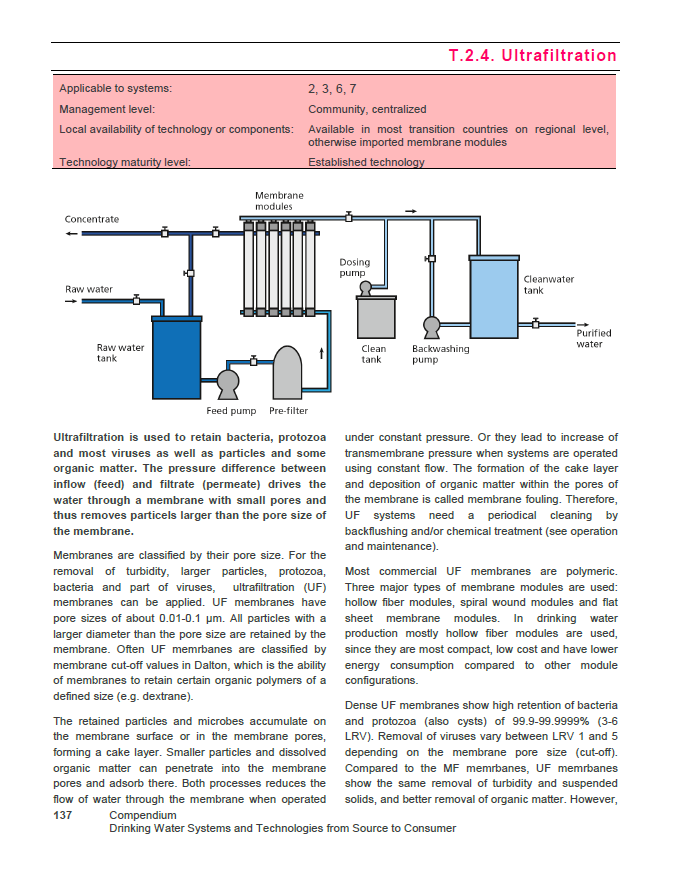 T.2.4. Ultrafiltration
Applicable to systems: 2, 3, 6, 7
Management level: Community, centralized
Local availability of technology or components: Available in most transition countries on regional level,
otherwise imported membrane modules
Technology maturity level: Established technology
Membrane
modules
Concentrate
Dosing
pump
Cleanwater
tank
Raw water
Purified
water
Raw water
tank
Clean
tank
Backwashing
pump
Feed pump
Pre-filter
Ultrafiltration is used to retain bacteria, protozoa
and most viruses as well as particles and some
organic matter. The pressure difference between
inflow (feed) and filtrate (permeate) drives the
water through a membrane with small pores and
thus removes particels larger than the pore size of
the membrane.
Membranes are classified by their pore size. For the
removal of turbidity, larger particles, protozoa,
bacteria and part of viruses, ultrafiltration (UF)
membranes can be applied. UF membranes have
pore sizes of about 0.01-0.1 µm. All particles with a
larger diameter than the pore size are retained by the
membrane. Often UF memrbanes are classified by
membrane cut-off values in Dalton, which is the ability
of membranes to retain certain organic polymers of a
defined size (e.g. dextrane).
The retained particles and microbes accumulate on
the membrane surface or in the membrane pores,
forming a cake layer. Smaller particles and dissolved
organic matter can penetrate into the membrane
pores and adsorb there. Both processes reduces the
flow of water through the membrane when operated
under constant pressure. Or they lead to increase of
transmembrane pressure when systems are operated
using constant flow. The formation of the cake layer
and deposition of organic matter within the pores of
the membrane is called membrane fouling. Therefore,
UF systems need a periodical cleaning by
backflushing and/or chemical treatment (see operation
and maintenance).
Most commercial UF membranes are polymeric.
Three major types of membrane modules are used:
hollow fiber modules, spiral wound modules and flat
sheet membrane modules. In drinking water
production mostly hollow fiber modules are used,
since they are most compact, low cost and have lower
energy consumption compared to other module
configurations.
Dense UF membranes show high retention of bacteria
and protozoa (also cysts) of 99.9-99.9999% (3-6
LRV). Removal of viruses vary between LRV 1 and 5
depending on the membrane pore size (cut-off).
Compared to the MF memrbanes, UF memrbanes
show the same removal of turbidity and suspended
solids, and better removal of organic matter. However,
137 Compendium
Drinking Water Systems and Technologies from Source to Consumer